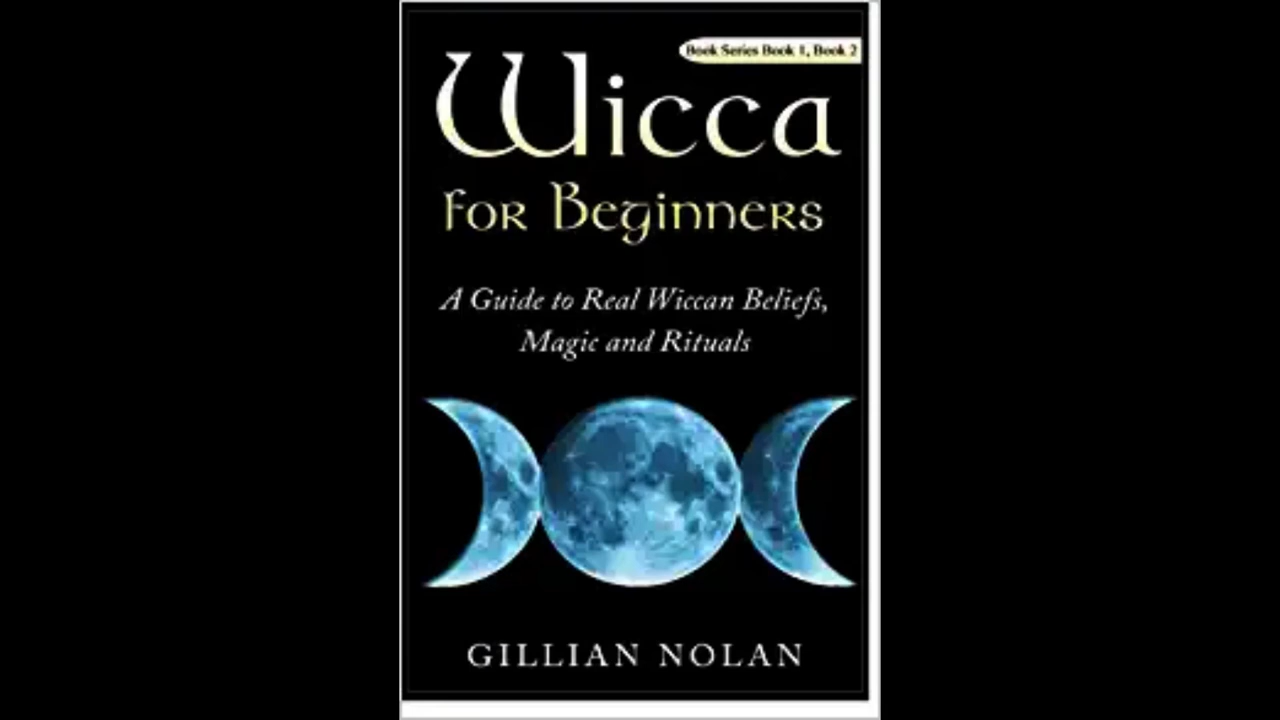 Book Series Book 1, Book 2
Wicca
for Beginners
A Guide to Real Wiccan Beliefs,
Magic and Rituals
GILLIAN NOLAN